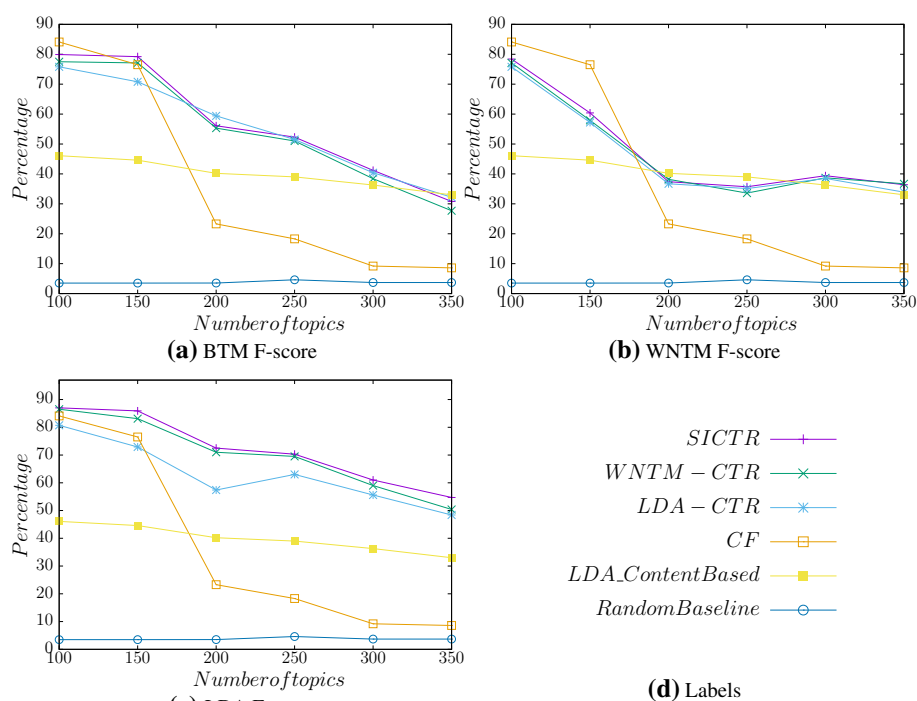 90
80
70
60
50
40
30
20
10
0
100 150 200 250 300 350
Percentage
Numberoftopics
(a) BTM F-score
90
80
70
60
50
40
30
20
10
0
100 150 200 250 300 350
Percentage
Numberoftopics
(b) WNTM F-score
90
80
70
60
50
40
30
20
10
0
100 150 200 250 300 350
Percentage
Numberoftopics
SICTR
WNTM − CTR
LDA − CTR
CF
LDA_ContentBased
RandomBaseline
(d) Labels